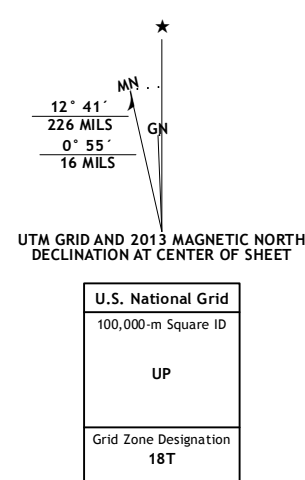 ★
MN
12° 41´
226 MILS
GN
0° 55´
16 MILS
UTM GRID AND 2013 MAGNETIC NORTH
DECLINATION AT CENTER OF SHEET
U.S. National Grid
100,000-m Square ID
UP
Grid Zone Designation
18T